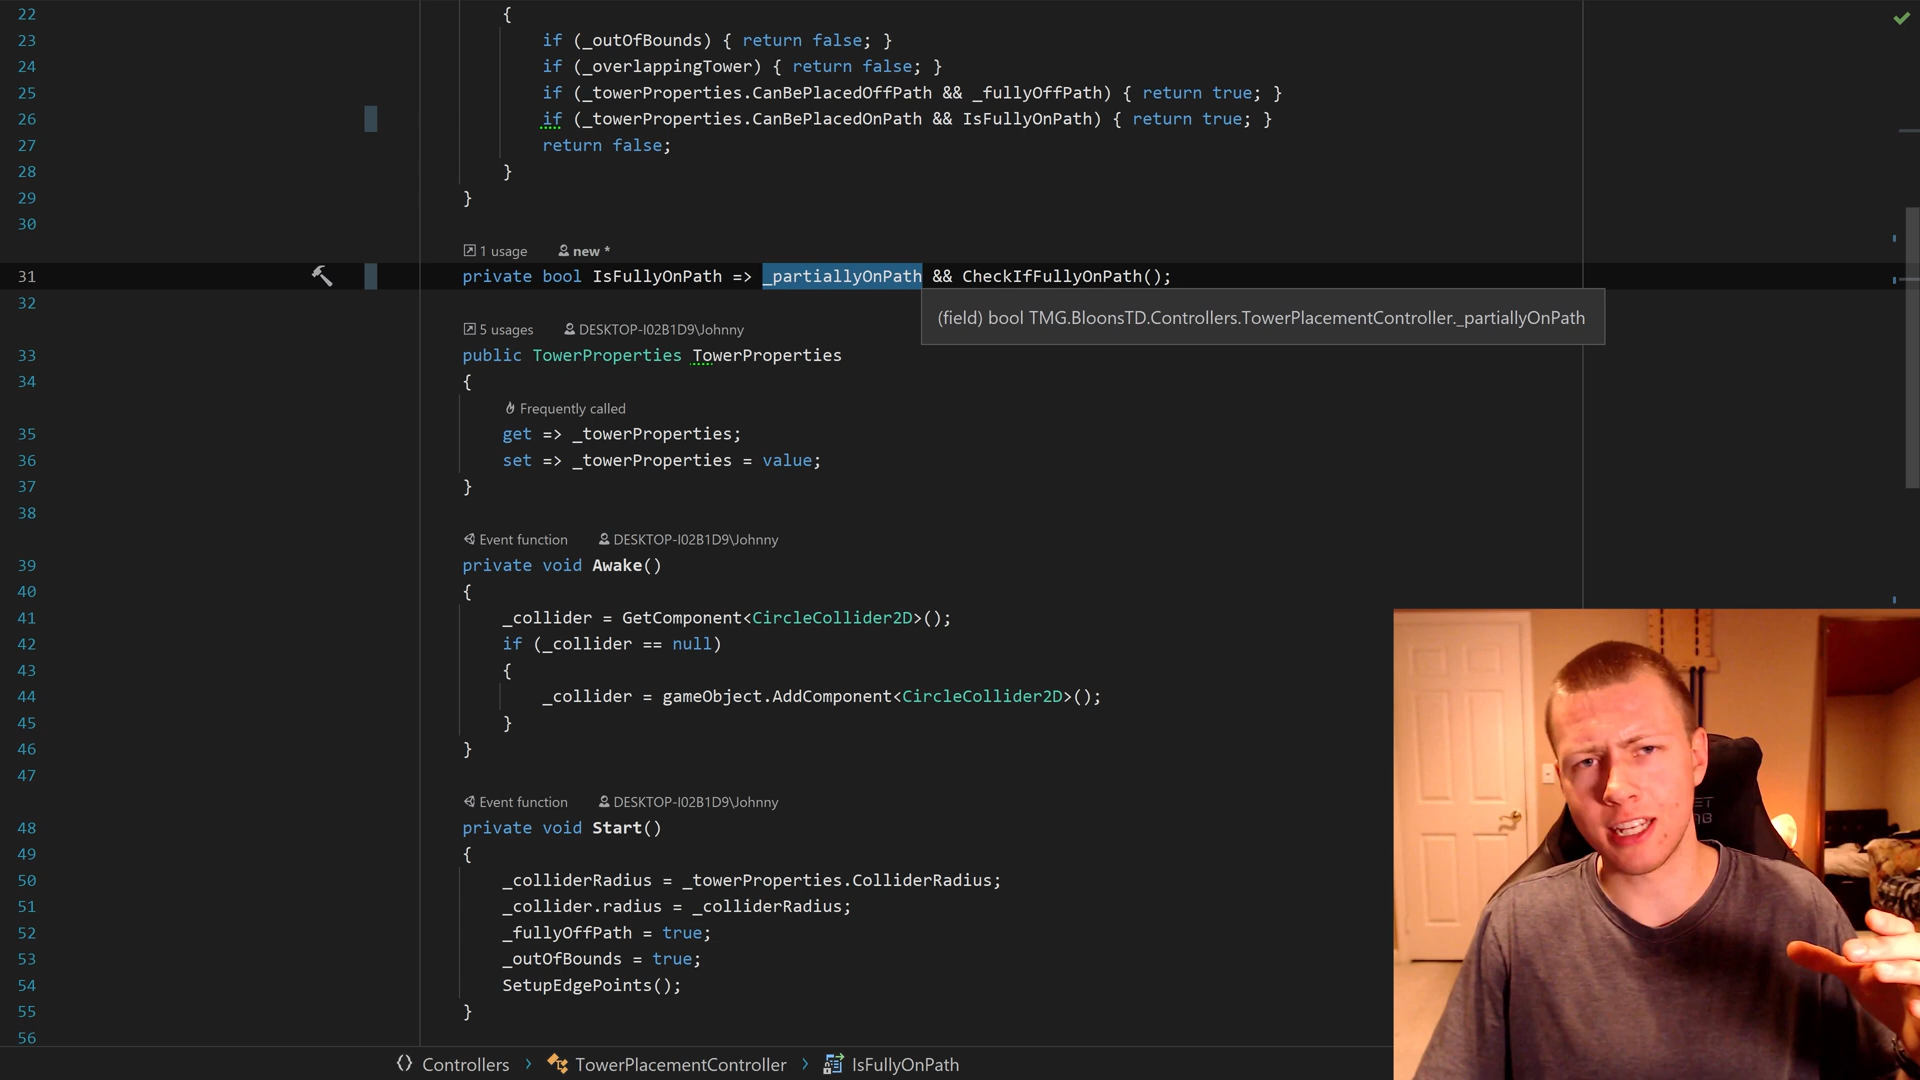 22 {
23 if (_outOfBounds) { return false; }
24 if (_overlappingTower) { return false; }
25 if (_towerProperties.CanBePlacedOffPath && _fullyOffPath) { return true; }
26 if (_towerProperties.CanBePlacedOnPath && IsFullyOnPath) { return true; }
27 return false;
28 }
29 }
30
1 usage new *
31 private bool IsFullyOnPath => _partiallyOnPath && CheckIfFullyOnPath();
32
(field) bool TMG.BloonsTD.Controllers.TowerPlacementController._partiallyOnPath
5 usages DESKTOP-I02B1D9\Johnny
33 public TowerProperties TowerProperties
34 {
Frequently called
35 get => _towerProperties;
36 set => _towerProperties = value;
37 }
38
Event function DESKTOP-I02B1D9\Johnny
39 private void Awake()
40 {
41 _collider = GetComponent<CircleCollider2D>();
42 if (_collider == null)
43 {
44 _collider = gameObject.AddComponent<CircleCollider2D>();
45 }
46 }
47
Event function DESKTOP-I02B1D9\Johnny
48 private void Start()
49 {
50 _colliderRadius = _towerProperties.ColliderRadius;
51 _collider.radius = _colliderRadius;
52 _fullyOffPath = true;
53 _outOfBounds = true;
54 SetupEdgePoints();
55 }
56
Controllers > TowerPlacementController > IsFullyOnPath